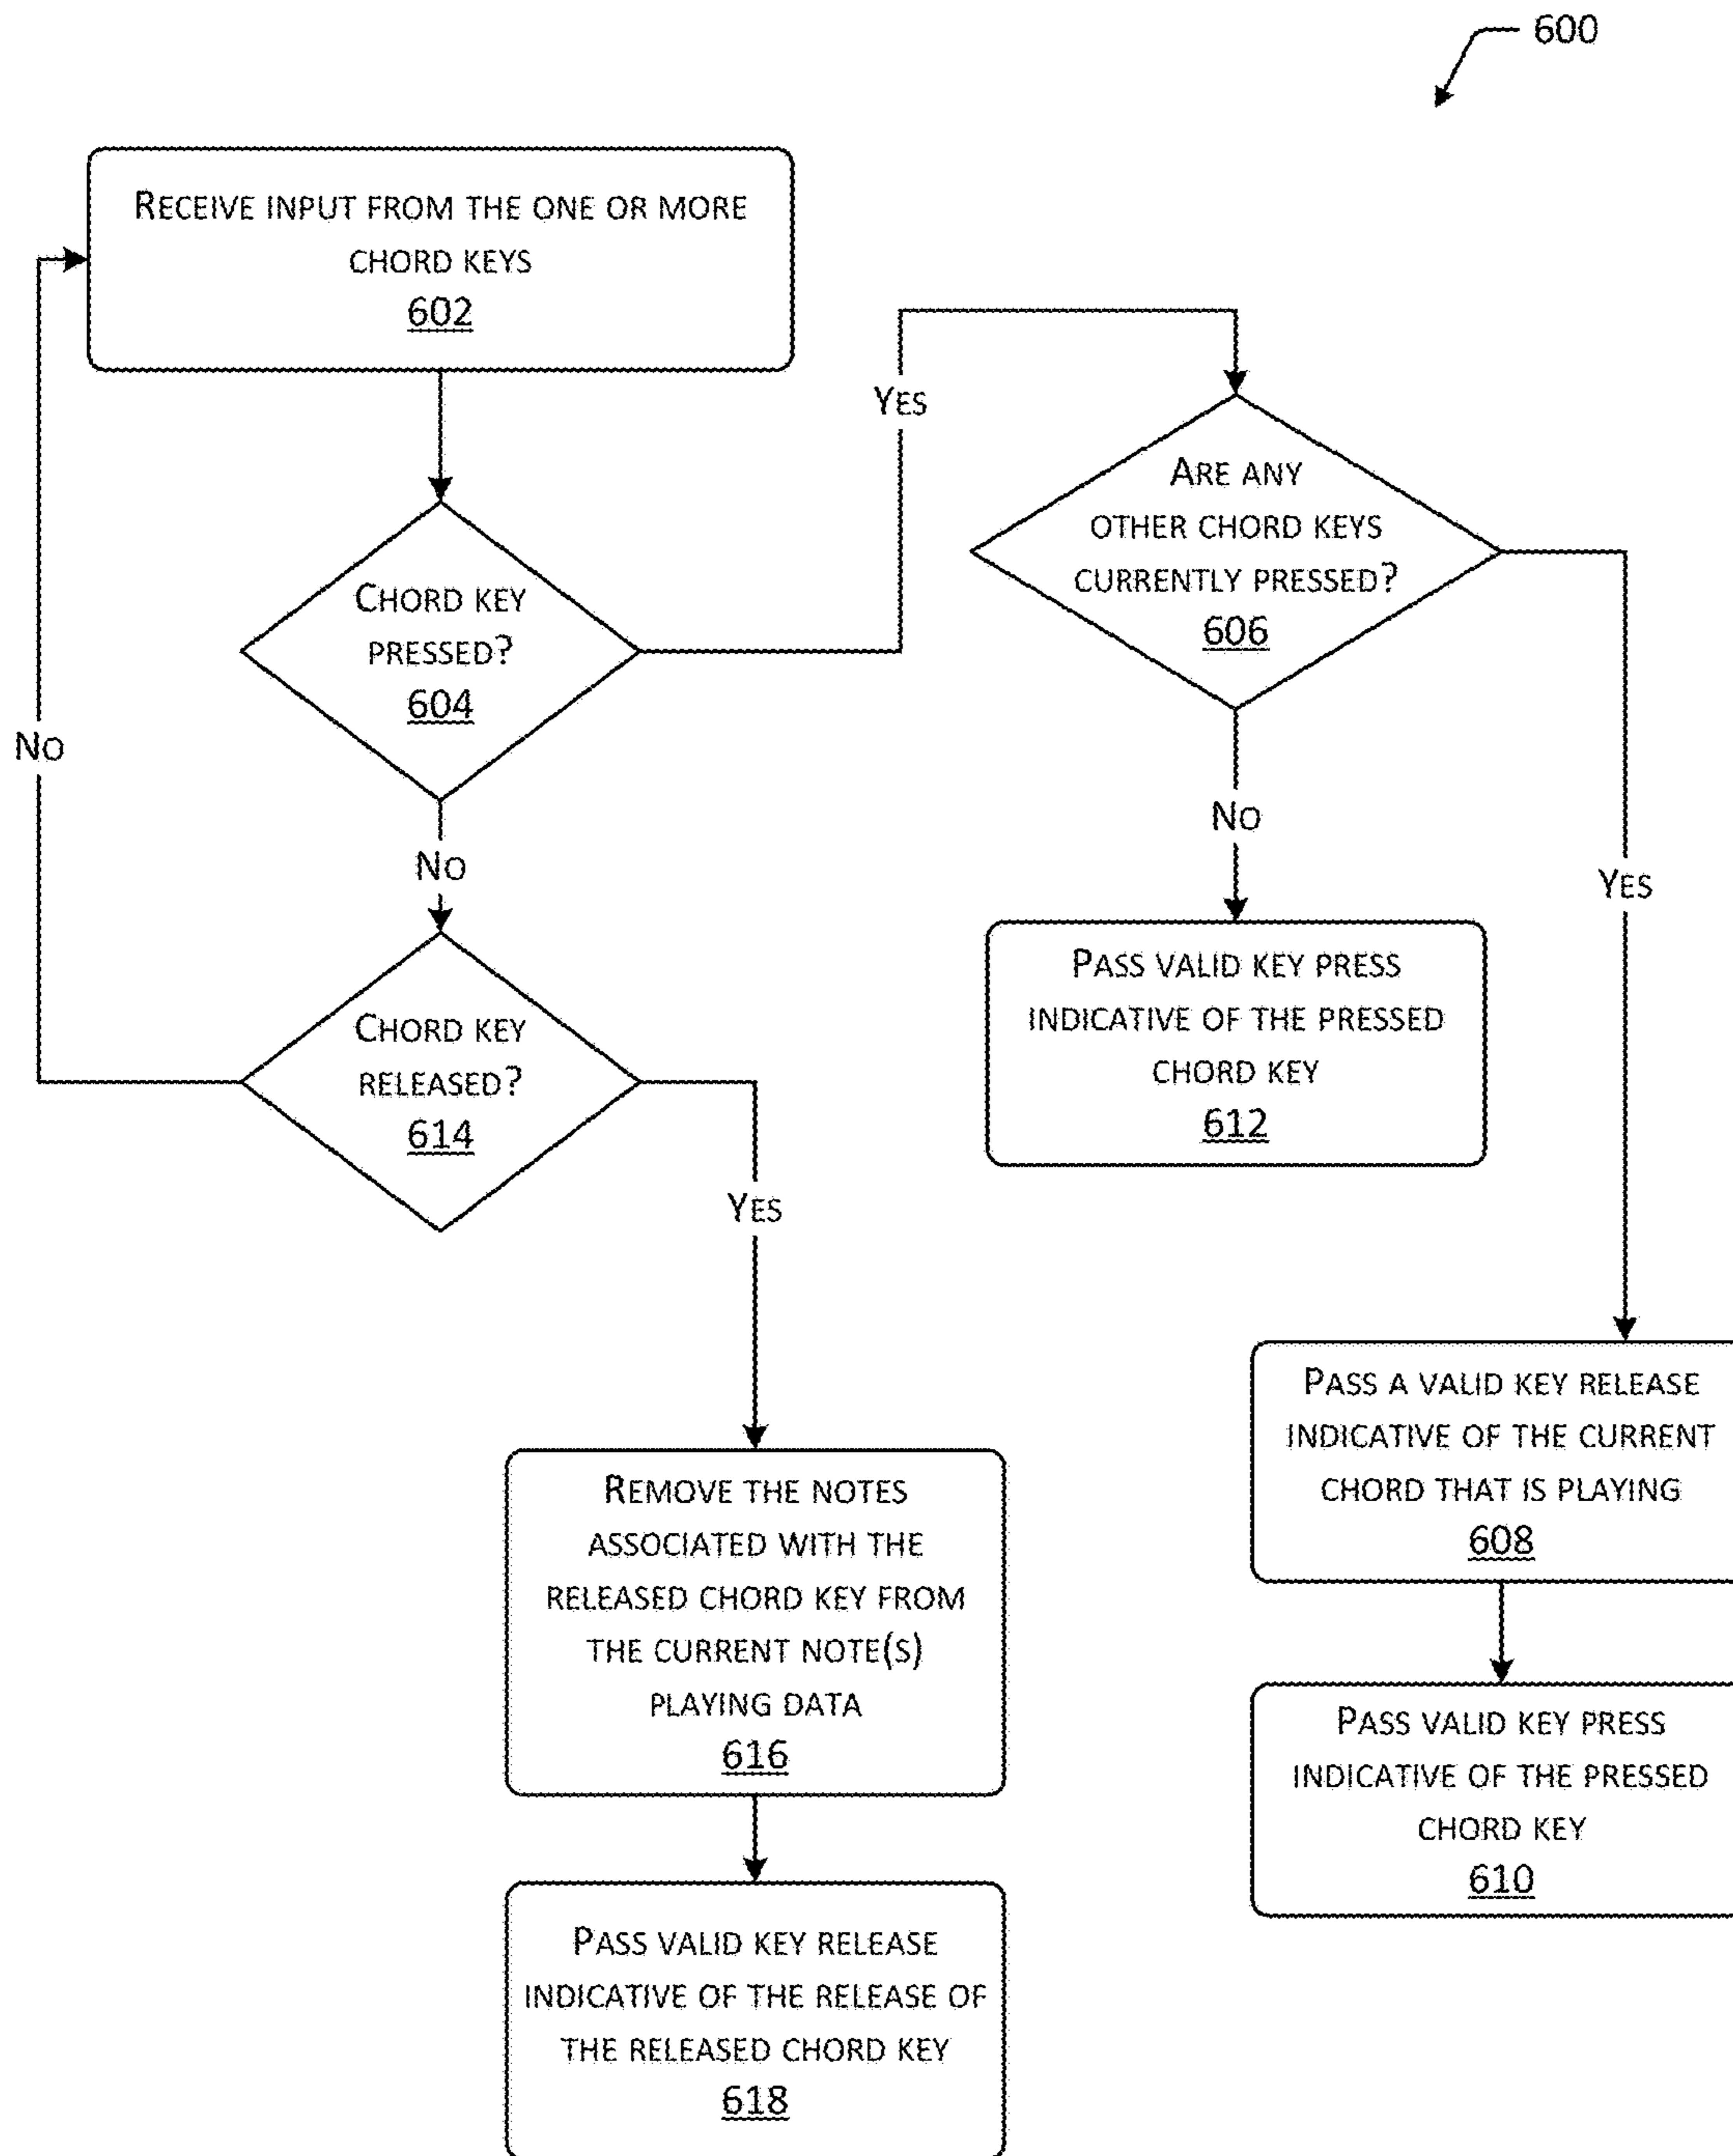 600
RECEIVE INPUT FROM THE ONE OR MORE
CHORD KEYS
602
YES
ARE ANY
OTHER CHORD KEYS
CURRENTLY PRESSED?
606
CHORD KEY
PRESSED?
604
NO
NO
NO
YES
PASS VALID KEY PRESS
INDICATIVE OF THE PRESSED
CHORD KEY
612
CHORD KEY
RELEASED?
614
YES
PASS A VALID KEY RELEASE
INDICATIVE OF THE CURRENT
CHORD THAT IS PLAYING
608
REMOVE THE NOTES
ASSOCIATED WITH THE
RELEASED CHORD KEY FROM
THE CURRENT NOTE(S)
PLAYING DATA
616
PASS VALID KEY PRESS
INDICATIVE OF THE PRESSED
CHORD KEY
610
PASS VALID KEY RELEASE
INDICATIVE OF THE RELEASE OF
THE RELEASED CHORD KEY
618